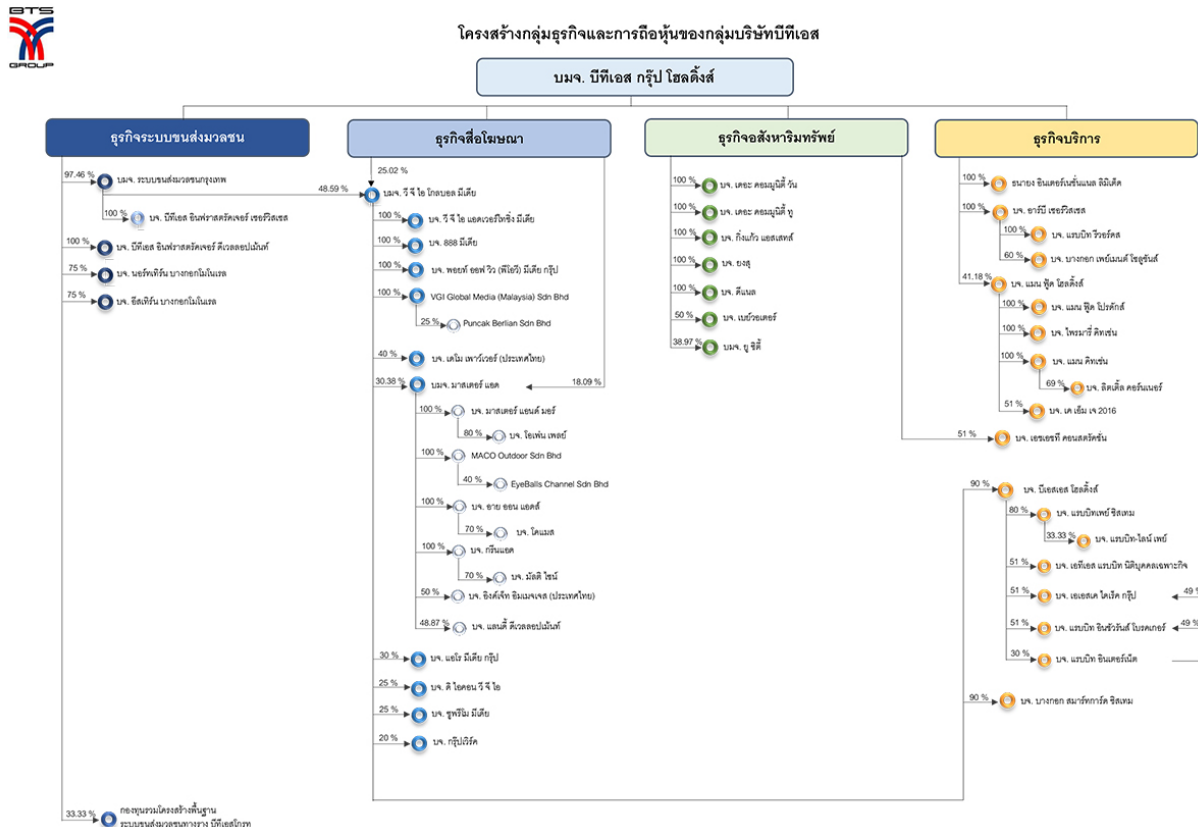 BTS
GROUP
โครงสร้างกลุ่มธุรกิจและการถือหุ้นของกลุ่มบริษัทบีทีเอส
บมจ. บีทีเอส กรุ๊ป โฮลดิ้งส์
ธุรกิจระบบขนส่งมวลชน
97.46 %
บมจ. ระบบขนส่งมวลชนกรุงเทพ
100 %
บจ. บีทีเอส อินฟราสตรัคเจอร์ เซอร์วิสเซส
100 %
บจ. บีทีเอส อินฟราสตรัคเจอร์ ดีเวลลอปเม้นท์
75 %
บจ. นอร์ทเทิร์น บางกอกโมโนเรล
75 %
บจ. อีสเทิร์น บางกอกโมโนเรล
33.33 %
กองทุนรวมโครงสร้างพื้นฐาน
ระบบขนส่งมวลชนทางราง บีทีเอสโกรท
ธุรกิจสื่อโฆษณา
25.02 %
48.59 %
บมจ. วี จี ไอ โกลบอล มีเดีย
100 %
บจ. วี จี ไอ แอดเวอร์ไทซิ่ง มีเดีย
100 %
บจ. 888 มีเดีย
100 %
บจ. พอยท์ ออฟ วิว (พีโอวี) มีเดีย กรุ๊ป
100 %
VGI Global Media (Malaysia) Sdn Bhd
25 %
Puncak Berlian Sdn Bhd
40 %
บจ. เดโม เพาว์เวอร์ (ประเทศไทย)
30.38 %
บมจ. มาสเตอร์ แอด
18.09 %
100 %
บจ. มาสเตอร์ แอนด์ มอร์
80 %
บจ. โอเพ่น เพลย์
100 %
MACO Outdoor Sdn Bhd
40 %
EyeBalls Channel Sdn Bhd
100 %
บจ. อาย ออน แอดส์
70 %
บจ. โคแมส
100 %
บจ. กรีนแอด
70 %
บจ. มัลติ ไซน์
50 %
บจ. อิงค์เจ็ท อิมเมจเจส (ประเทศไทย)
48.87 %
บจ. แลนดี้ ดีเวลลอปเม้นท์
30 %
บจ. แอโร มีเดีย กรุ๊ป
25 %
บจ. ดิ ไอคอน วี จี ไอ
25 %
บจ. ซูพรีโม มีเดีย
20 %
บจ. กรุ๊ปเวิร์ค
ธุรกิจอสังหาริมทรัพย์
100 %
บจ. เดอะ คอมมูนิตี้ วัน
100 %
บจ. เดอะ คอมมูนิตี้ ทู
100 %
บจ. กิ่งแก้ว แอสเสทส์
100 %
บจ. ยงสุ
100 %
บจ. ดีแนล
50 %
บจ. เบย์วอเตอร์
38.97 %
บมจ. ยู ซิตี้
ธุรกิจบริการ
100 %
ธนายง อินเตอร์เนชั่นแนล ลิมิเต็ด
100 %
บจ. อาร์บี เซอร์วิสเซส
100 %
บจ. แรบบิท รีวอร์ดส
60 %
บจ. บางกอก เพย์เมนต์ โซลูชันส์
41.18 %
บจ. แมน ฟู้ด โฮลดิ้งส์
100 %
บจ. แมน ฟู้ด โปรดักส์
100 %
บจ. ไพรมารี่ คิทเช่น
100 %
บจ. แมน คิทเช่น
69 %
บจ. ลิตเติ้ล คอร์นเนอร์
51 %
บจ. เค เอ็ม เจ 2016
51 %
บจ. เอชเอชที คอนสตรัคชั่น
90 %
บจ. บีเอสเอส โฮลดิ้งส์
80 %
บจ. แรบบิทเพย์ ซิสเทม
33.33 %
บจ. แรบบิท-ไลน์ เพย์
51 %
บจ. เอทีเอส แรบบิท นิติบุคคลเฉพาะกิจ
51 %
บจ. เอเอสเค ไดเร็ค กรุ๊ป
49 %
51 %
บจ. แรบบิท อินชัวรันส์ โบรคเกอร์
49 %
30 %
บจ. แรบบิท อินเตอร์เน็ต
90 %
บจ. บางกอก สมาร์ทการ์ด ซิสเทม